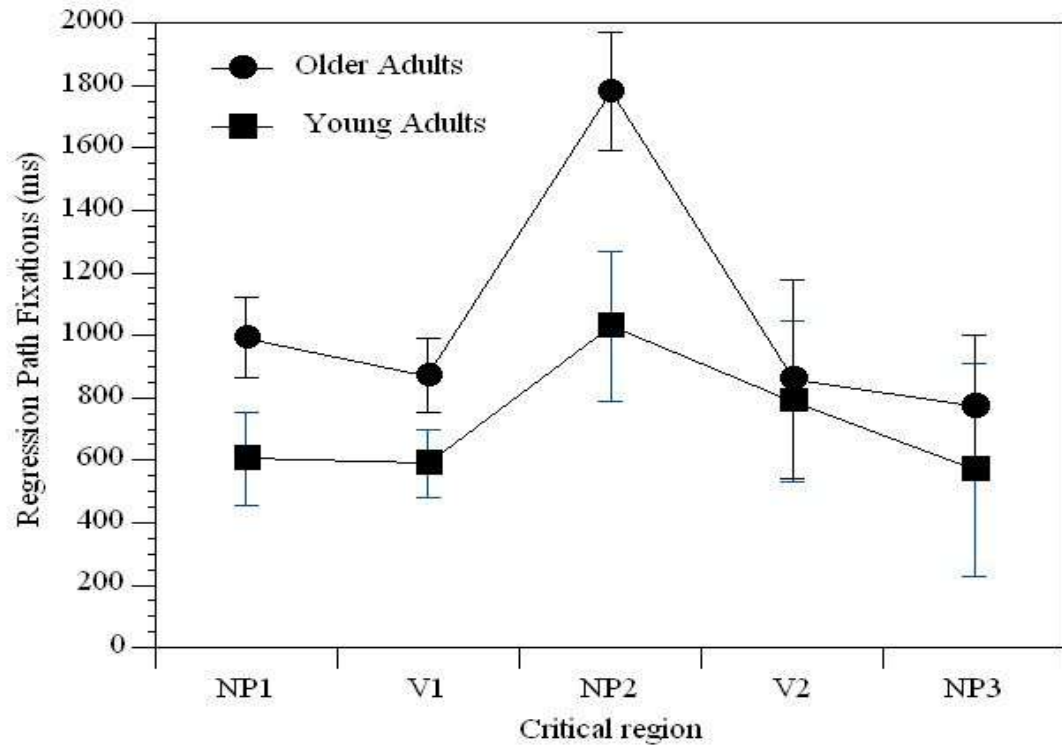 2000
1800
1600
1400
1200
1000
800
600
400
200
0
Regression Path Fixations (ms)
Older Adults
Young Adults
NP1 V1 NP2 V2 NP3
Critical region